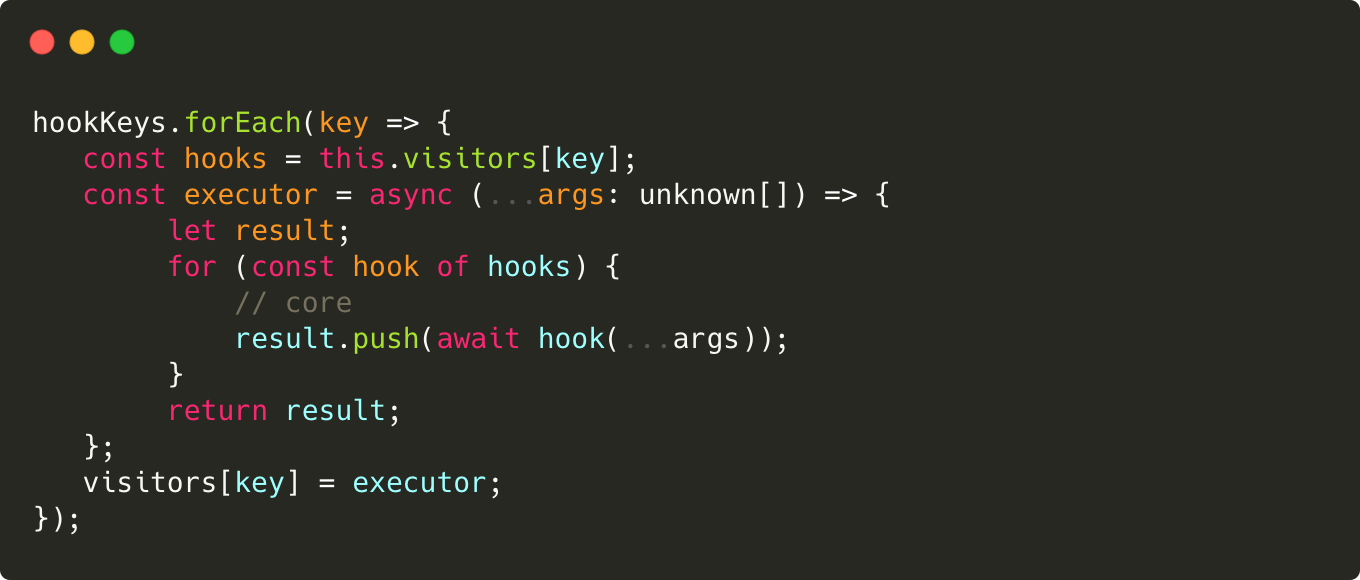 hookKeys.forEach(key => {
   const hooks = this.visitors[key];
   const executor = async (...args: unknown[]) => {
        let result;
        for (const hook of hooks) {
            // core
            result.push(await hook(...args));
        }
        return result;
   };
   visitors[key] = executor;
});